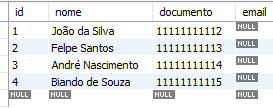 id nome documento email
1 João da Silva 11111111112 NULL
2 Felpe Santos 11111111113 NULL
3 André Nascimento 11111111114 NULL
4 Biando de Souza 11111111115 NULL
NULL NULL NULL NULL